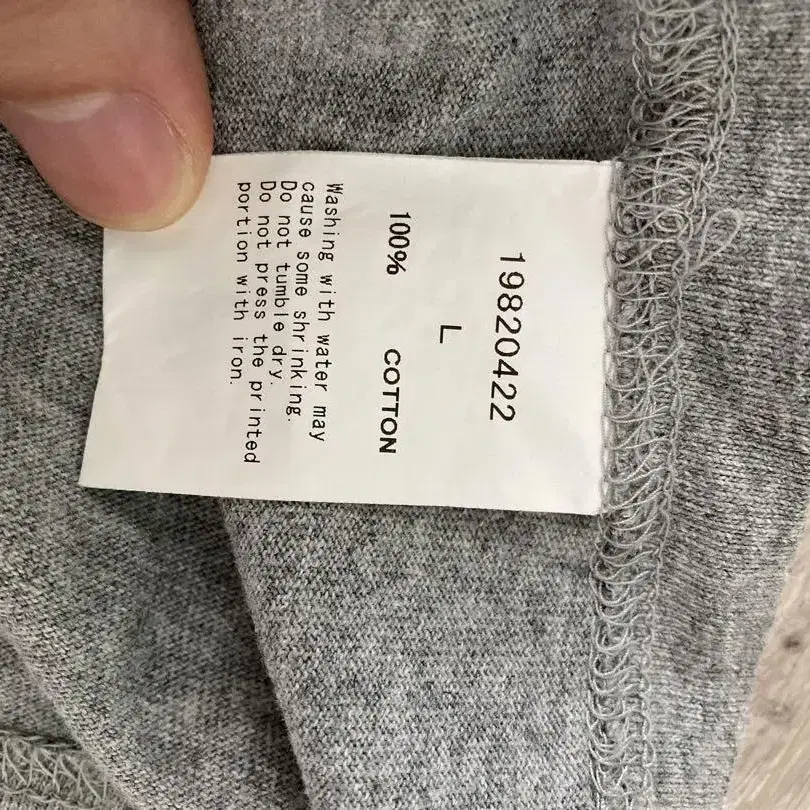 19820422
L
100% COTTON
Washing with water may
cause some shrinking.
Do not tumble dry.
Do not press the printed
portion with iron.